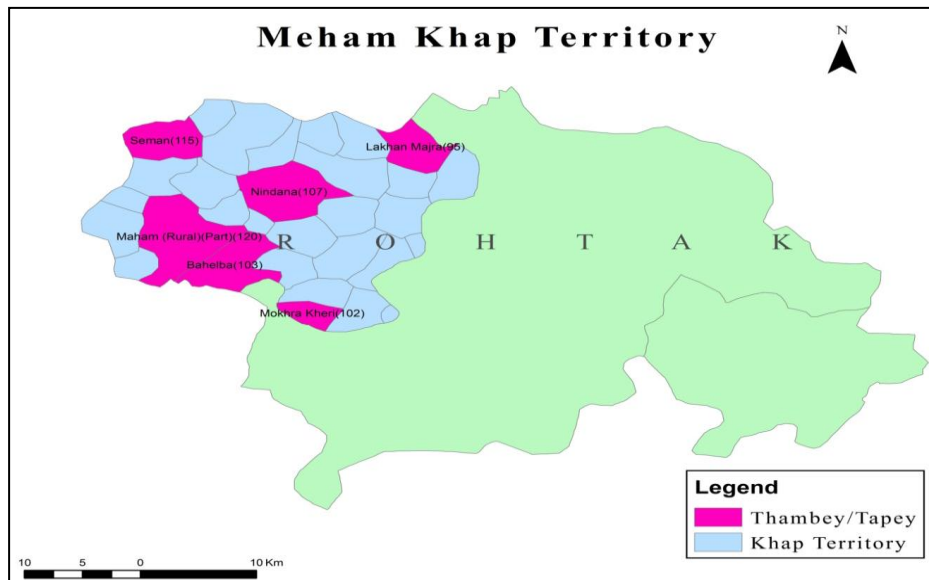 Meham Khap Territory
N
Seman(115)
Lakhan Majra(95)
Nindana(107)
Maham (Rural)(Part)(120)
R O H T A K
Bahelba(103)
Mokhra Kheri(102)
Legend
Thambey/Tapey
Khap Territory
10 5 0 10 Km